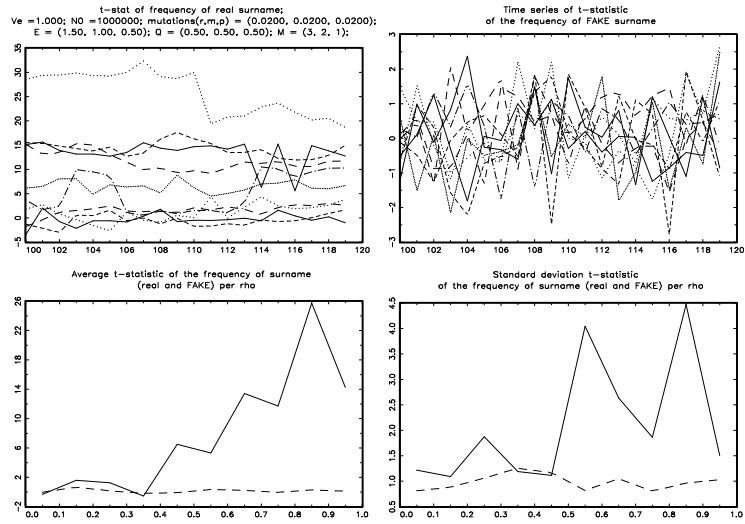 t-stat of frequency of real surname;
Ve =1.000; N0 =1000000; mutations(r,m,p) = (0.0200, 0.0200, 0.0200);
E = (1.50, 1.00, 0.50); Q = (0.50, 0.50, 0.50); M = (3, 2, 1);
35
30
25
20
15
10
5
0
-5
100 102 104 106 108 110 112 114 116 118 120
Time series of t-statistic
of the frequency of FAKE surname
3
2
1
0
-1
-2
-3
100 102 104 106 108 110 112 114 116 118 120
Average t-statistic of the frequency of surname
(real and FAKE) per rho
26
22
18
14
10
6
2
-2
0.0 0.1 0.2 0.3 0.4 0.5 0.6 0.7 0.8 0.9 1.0
Standard deviation t-statistic
of the frequency of surname (real and FAKE) per rho
4.5
4.0
3.5
3.0
2.5
2.0
1.5
1.0
0.5
0.0 0.1 0.2 0.3 0.4 0.5 0.6 0.7 0.8 0.9 1.0